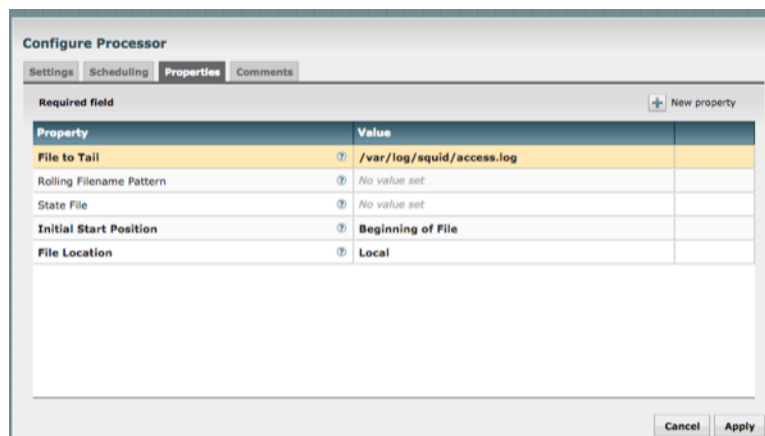 Configure Processor
Settings Scheduling Properties Comments
Required field New property
Property Value
File to Tail /var/log/squid/access.log
Rolling Filename Pattern No value set
State File No value set
Initial Start Position Beginning of File
File Location Local
Cancel Apply